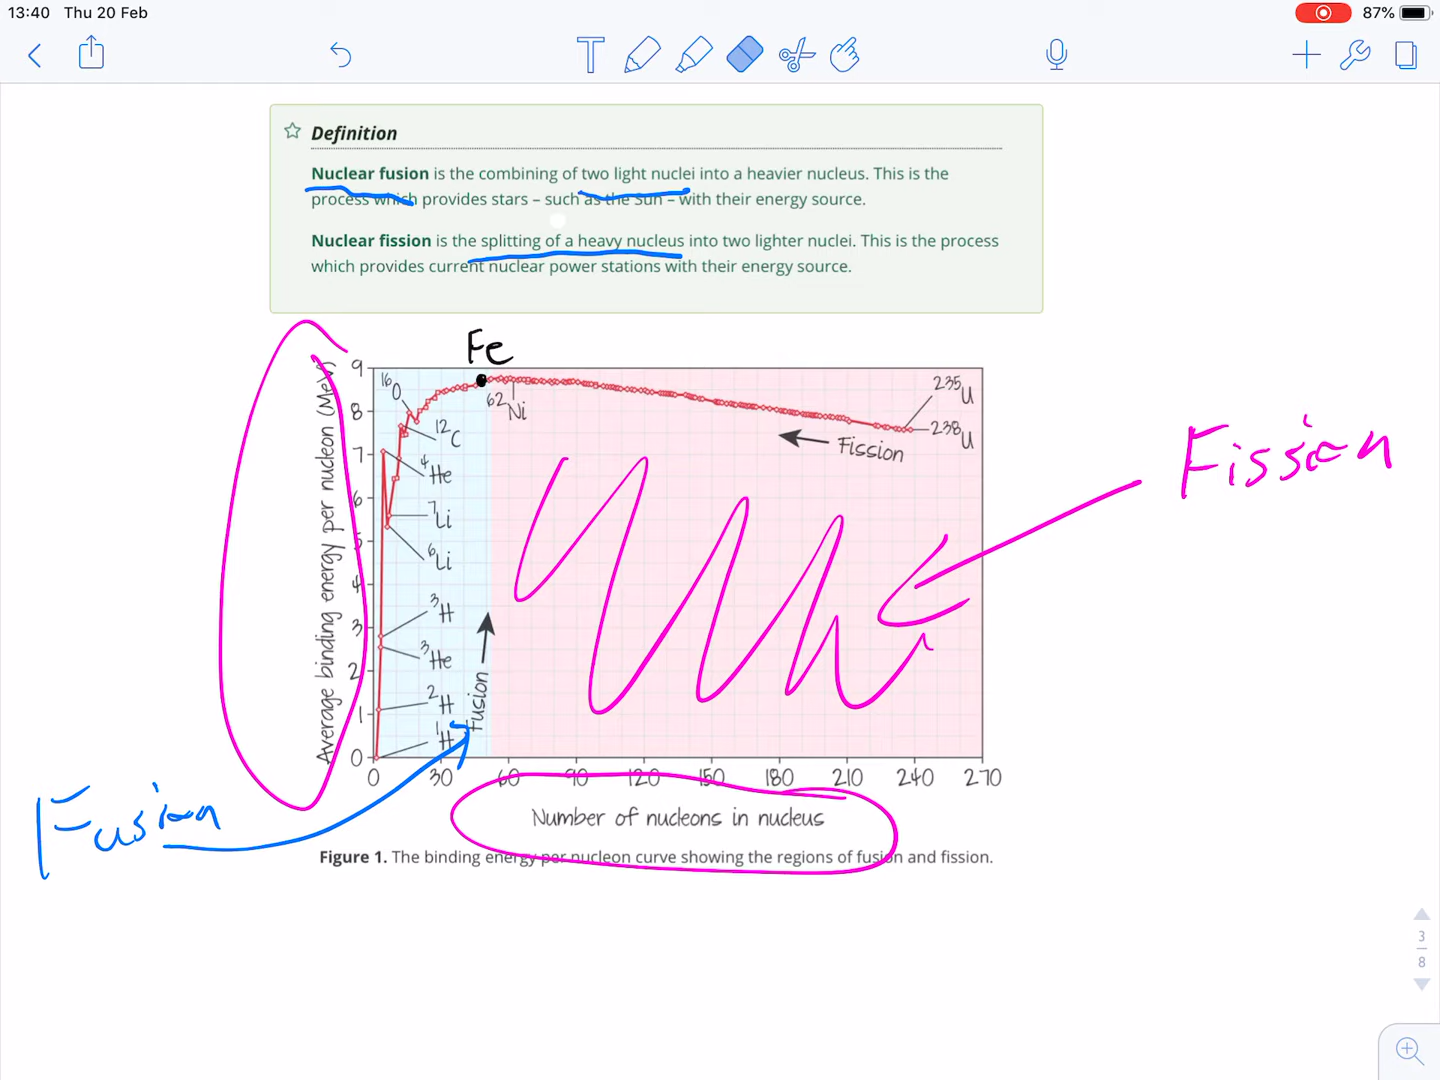 13:40 Thu 20 Feb 87%
T
Definition
Nuclear fusion is the combining of two light nuclei into a heavier nucleus. This is the
process which provides stars – such as the Sun – with their energy source.
Nuclear fission is the splitting of a heavy nucleus into two lighter nuclei. This is the process
which provides current nuclear power stations with their energy source.
Fe
Average binding energy per nucleon (MeV)
9
8
7
6
5
4
3
2
1
0
16O
12C
4He
7Li
6Li
3H
3He
2H
1H
62Ni
235U
238U
Fission
Fusion
Fission
Fusion
0 30 60 90 120 150 180 210 240 270
Number of nucleons in nucleus
Figure 1. The binding energy per nucleon curve showing the regions of fusion and fission.
3
8